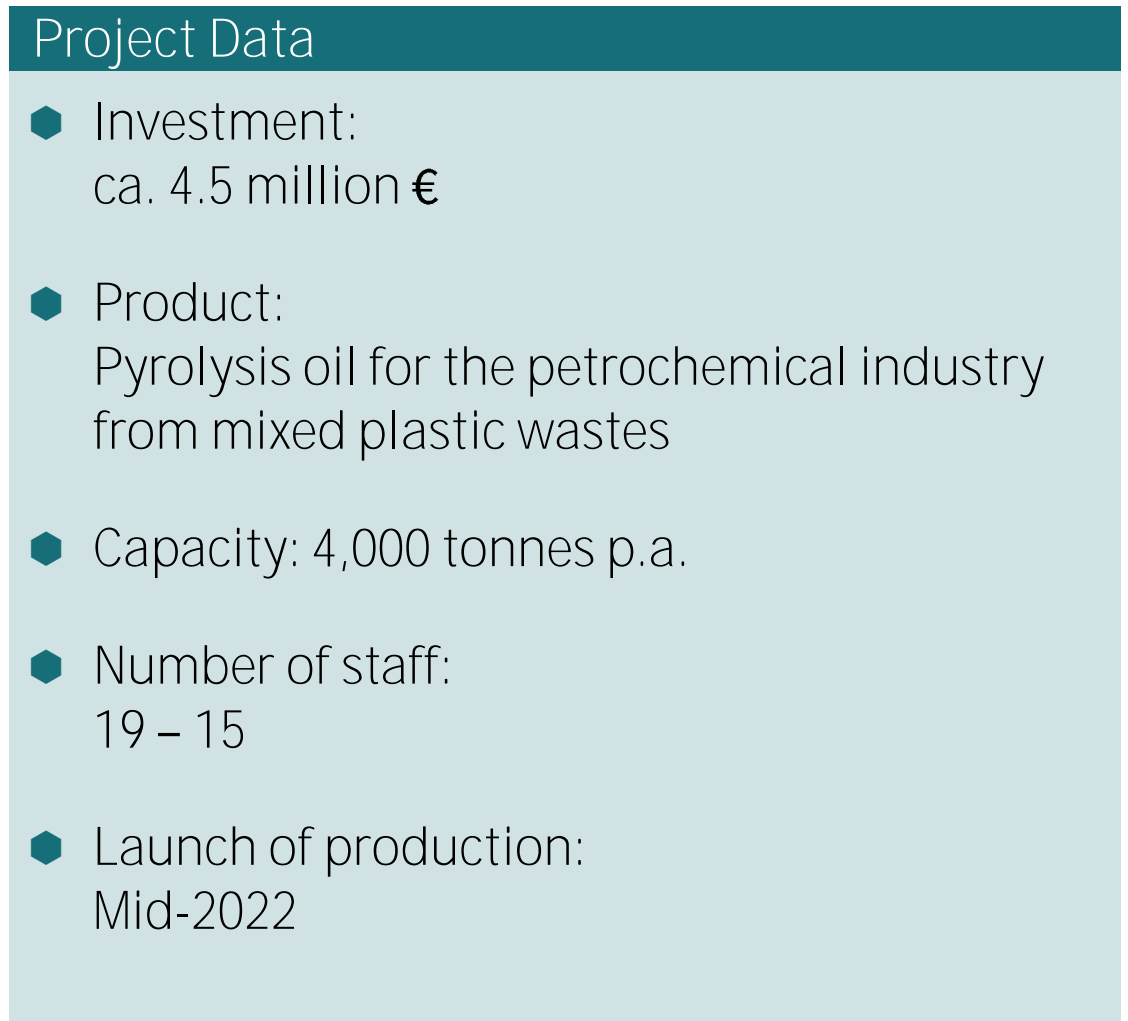 Project Data
Investment:
ca. 4.5 million €
Product:
Pyrolysis oil for the petrochemical industry
from mixed plastic wastes
Capacity: 4,000 tonnes p.a.
Number of staff:
19 – 15
Launch of production:
Mid-2022